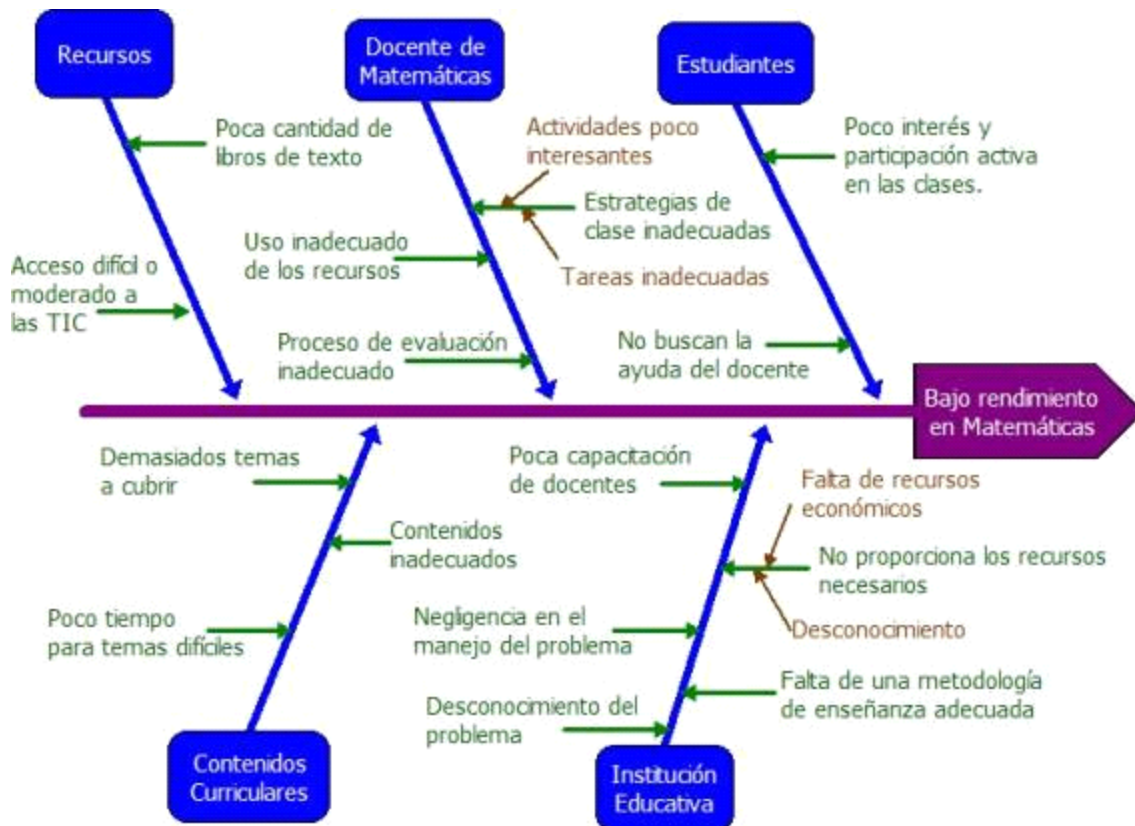 Recursos
Docente de
Matemáticas
Estudiantes
Poca cantidad de
libros de texto
Actividades poco
interesantes
Poco interés y
participación activa
en las clases.
Estrategias de
clase inadecuadas
Uso inadecuado
de los recursos
Tareas inadecuadas
Acceso difícil o
moderado a
las TIC
Proceso de evaluación
inadecuado
No buscan la
ayuda del docente
Bajo rendimiento
en Matemáticas
Demasiados temas
a cubrir
Poca capacitación
de docentes
Falta de recursos
económicos
Contenidos
inadecuados
No proporciona los recursos
necesarios
Poco tiempo
para temas difíciles
Negligencia en el
manejo del problema
Desconocimiento
Falta de una metodología
de enseñanza adecuada
Desconocimiento del
problema
Contenidos
Curriculares
Institución
Educativa